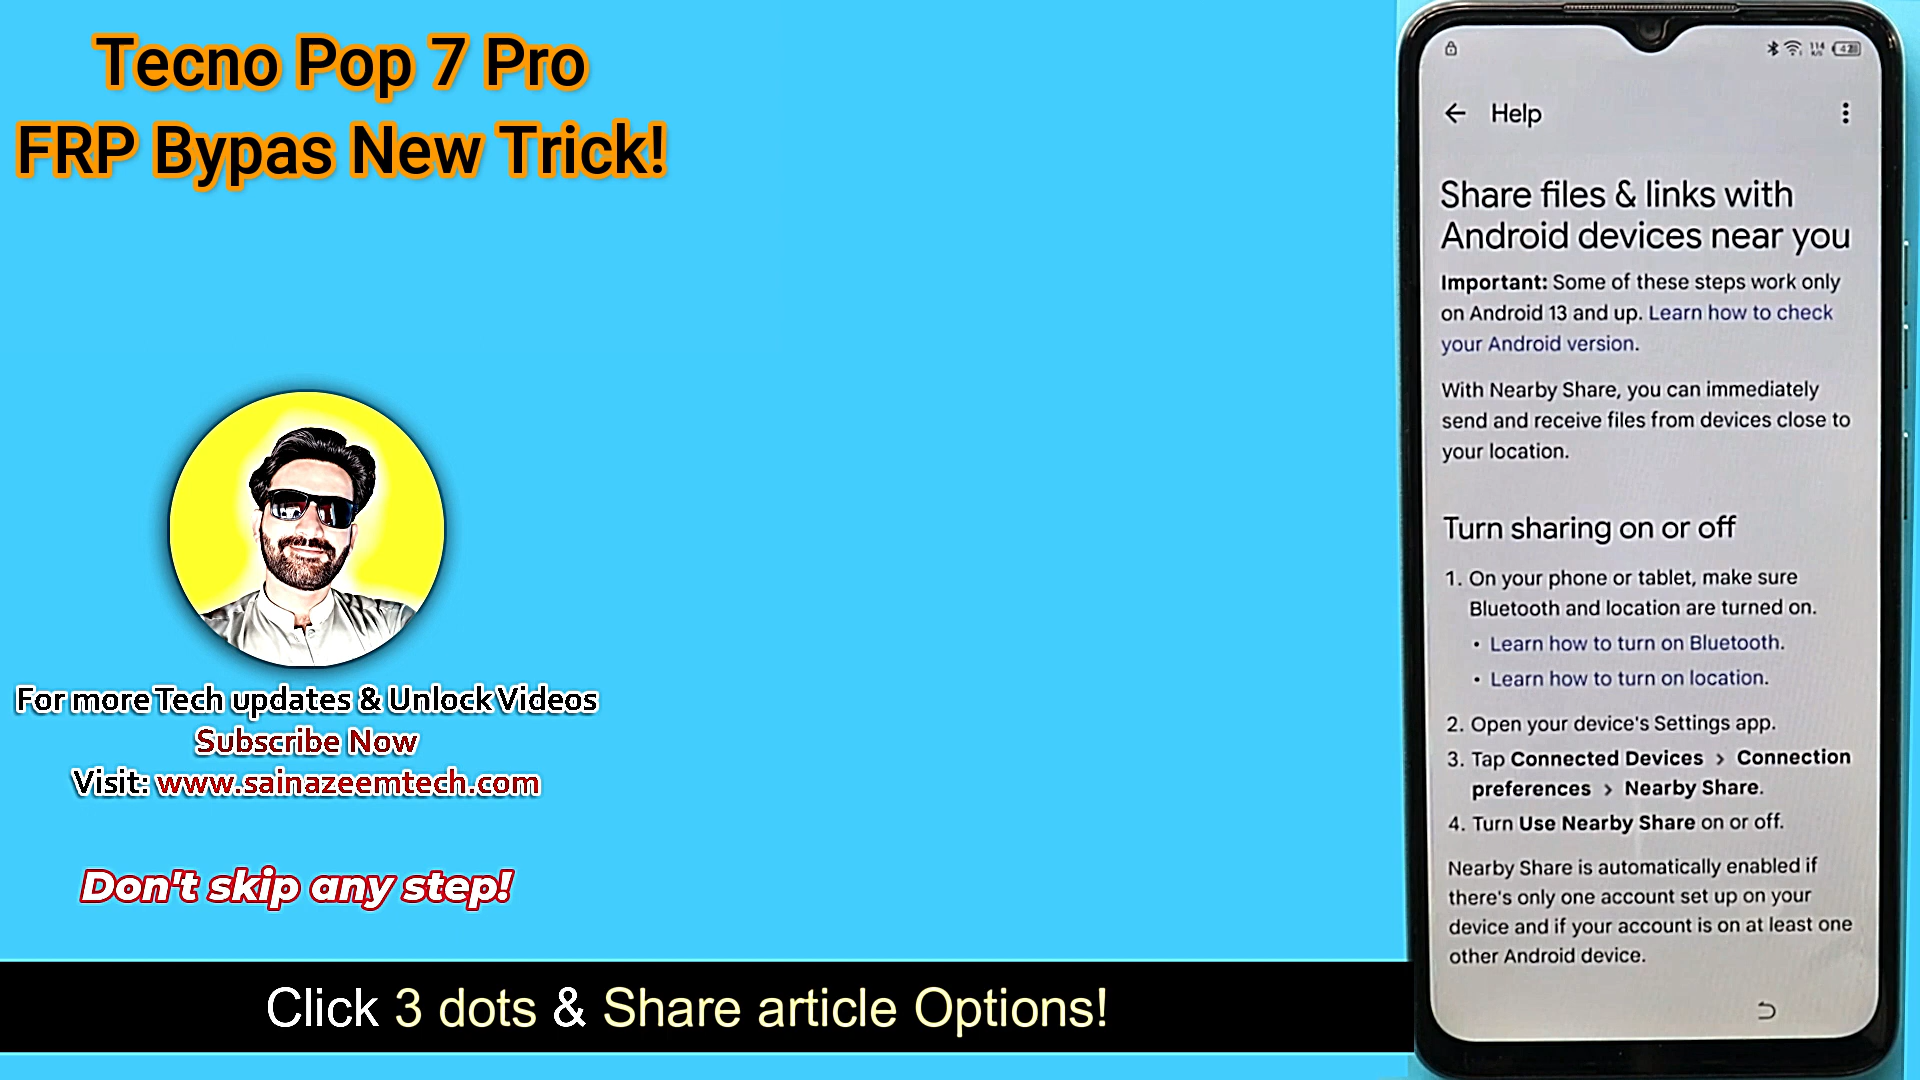 Tecno Pop 7 Pro
FRP Bypas New Trick!
For more Tech updates & Unlock Videos
Subscribe Now
Visit: www.sainazeemtech.com
Don't skip any step!
Click 3 dots & Share article Options!
Help
Share files & links with
Android devices near you
Important: Some of these steps work only
on Android 13 and up. Learn how to check
your Android version.
With Nearby Share, you can immediately
send and receive files from devices close to
your location.
Turn sharing on or off
1. On your phone or tablet, make sure
Bluetooth and location are turned on.
• Learn how to turn on Bluetooth.
• Learn how to turn on location.
2. Open your device's Settings app.
3. Tap Connected Devices > Connection
preferences > Nearby Share.
4. Turn Use Nearby Share on or off.
Nearby Share is automatically enabled if
there's only one account set up on your
device and if your account is on at least one
other Android device.